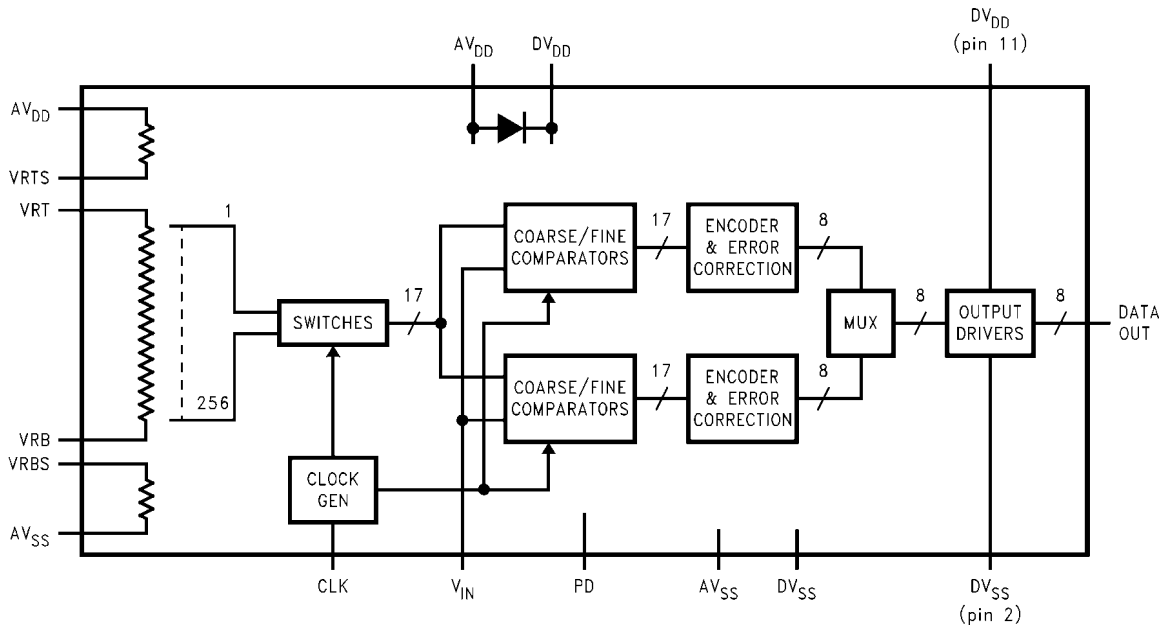 DVDD
(pin 11)
AVDD
DVDD
AVDD
VRTS
VRT
1
256
VRB
VRBS
AVSS
SWITCHES
17
CLOCK
GEN
COARSE/FINE
COMPARATORS
17
ENCODER
& ERROR
CORRECTION
8
COARSE/FINE
COMPARATORS
17
ENCODER
& ERROR
CORRECTION
8
MUX
8
OUTPUT
DRIVERS
8
DATA
OUT
CLK
VIN
PD
AVSS
DVSS
DVSS
(pin 2)